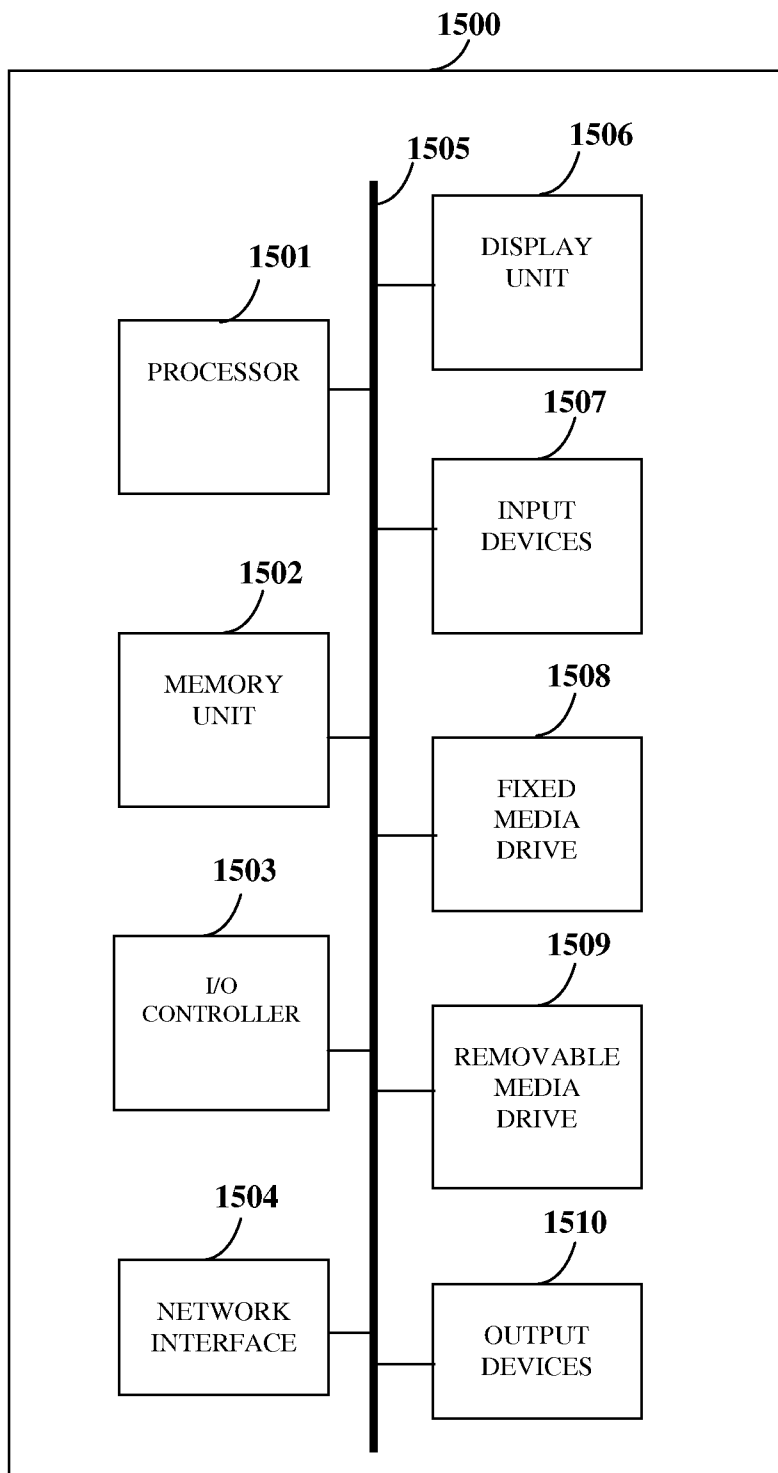 1500
1505
1506
DISPLAY
UNIT
1501
PROCESSOR
1507
INPUT
DEVICES
1502
MEMORY
UNIT
1508
FIXED
MEDIA
DRIVE
1503
I/O
CONTROLLER
1509
REMOVABLE
MEDIA
DRIVE
1504
NETWORK
INTERFACE
1510
OUTPUT
DEVICES